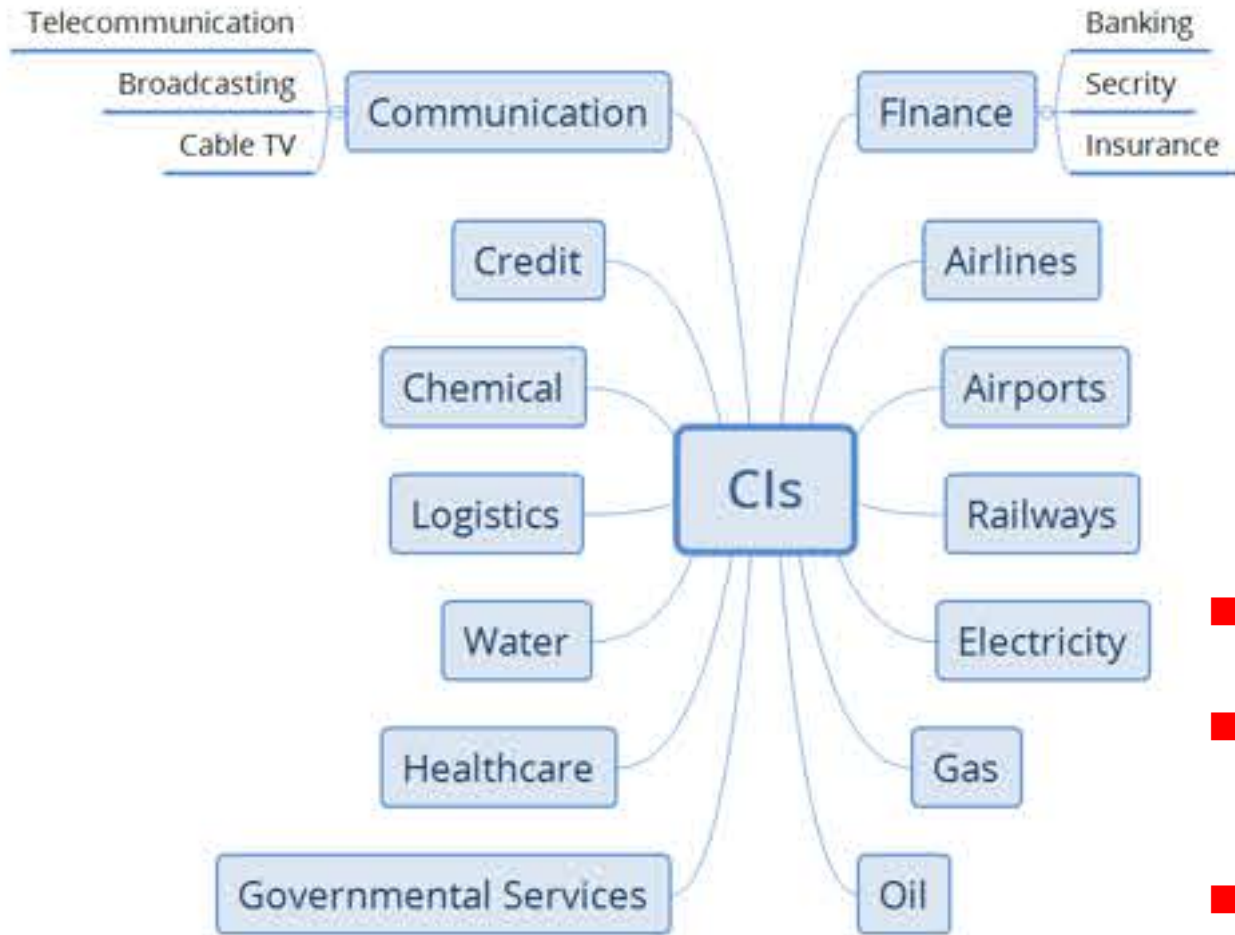 Telecommunication
Broadcasting
Cable TV
Communication
FInance
Banking
Secrity
Insurance
Credit
Airlines
Chemical
Airports
CIs
Logistics
Railways
Water
Electricity
Healthcare
Gas
Governmental Services
Oil